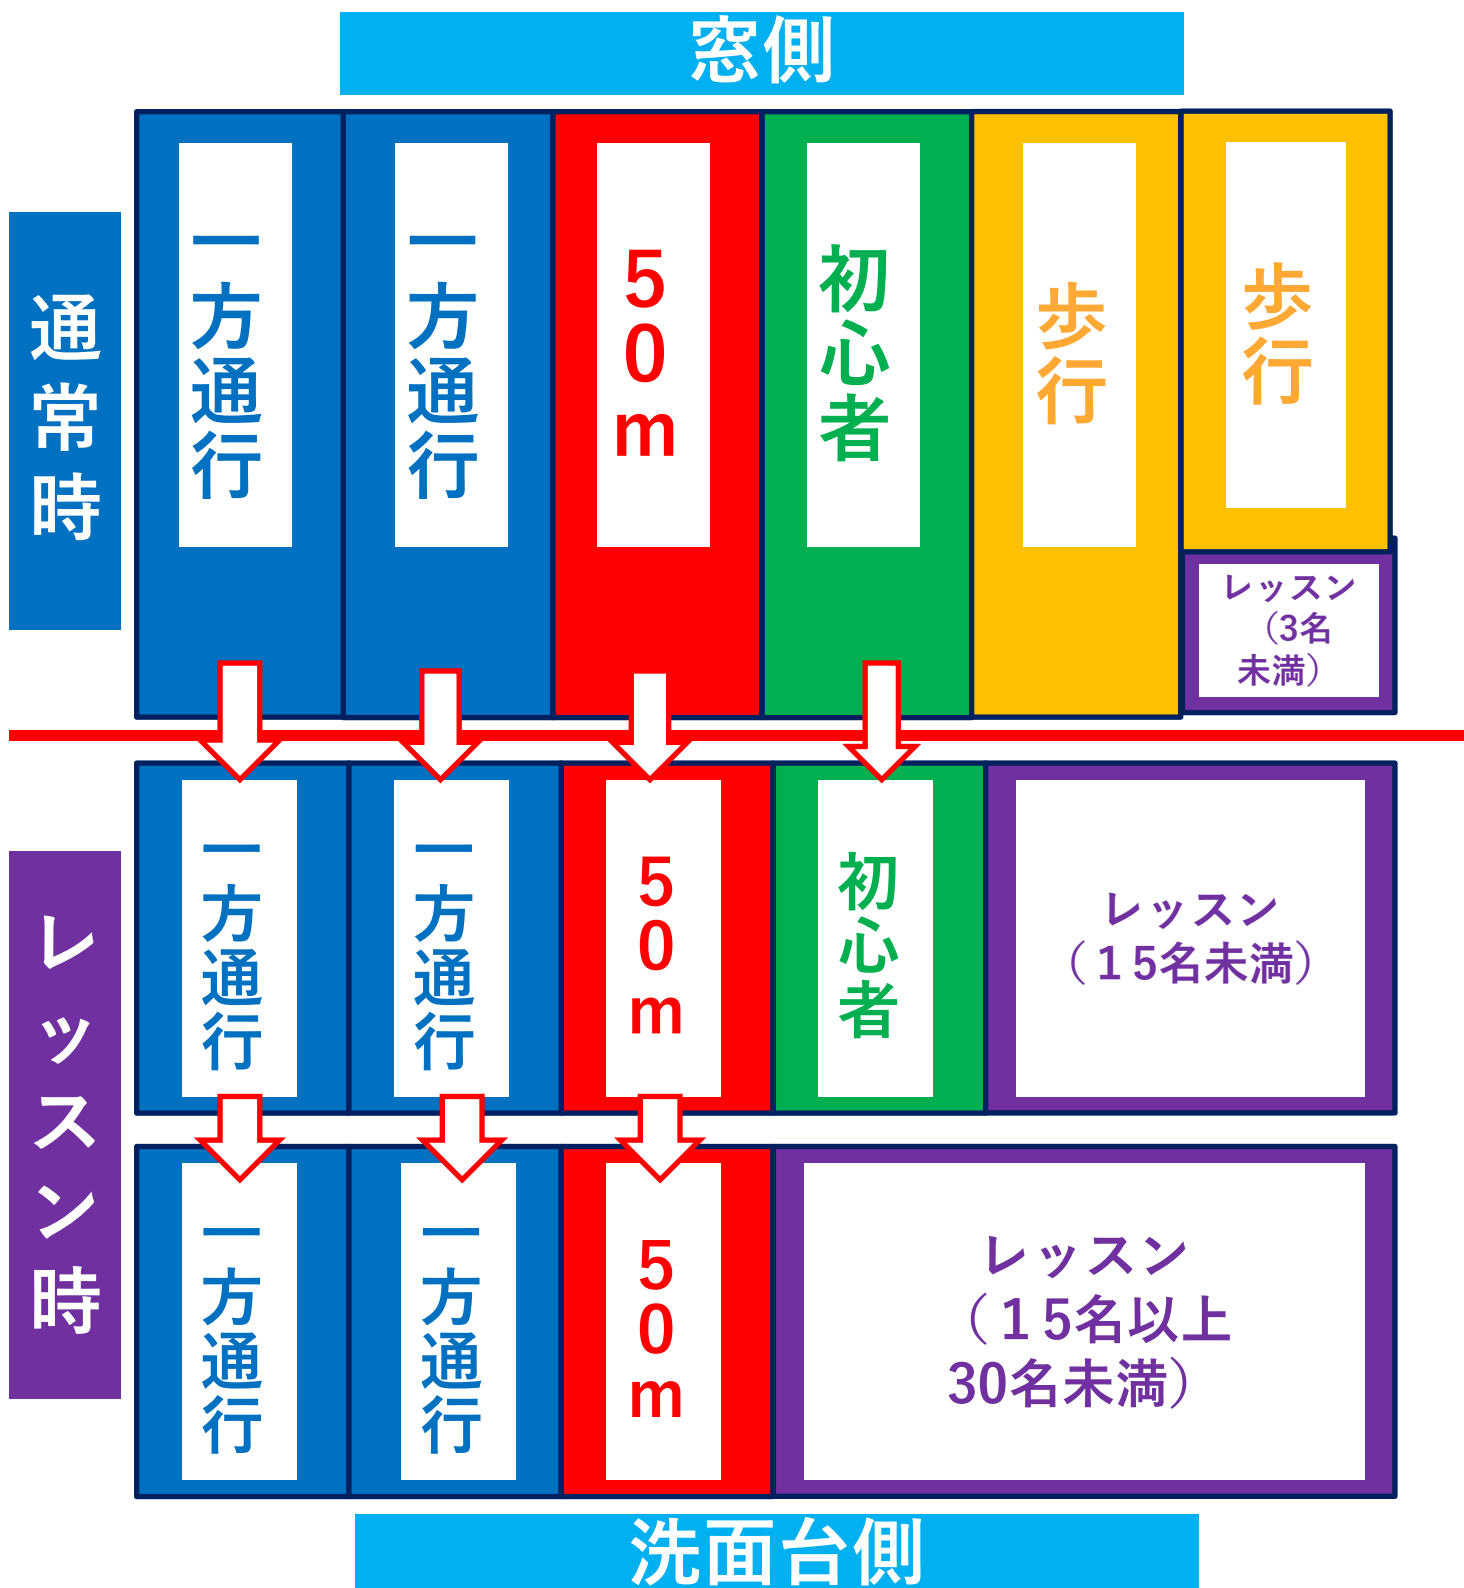 窓側
通常時
一方通行
一方通行
50m
初心者
歩行
歩行
レッスン
（3名
未満）
レッスン時
一方通行
一方通行
50m
初心者
レッスン
（１５名未満）
一方通行
一方通行
50m
レッスン
（１５名以上
30名未満）
洗面台側